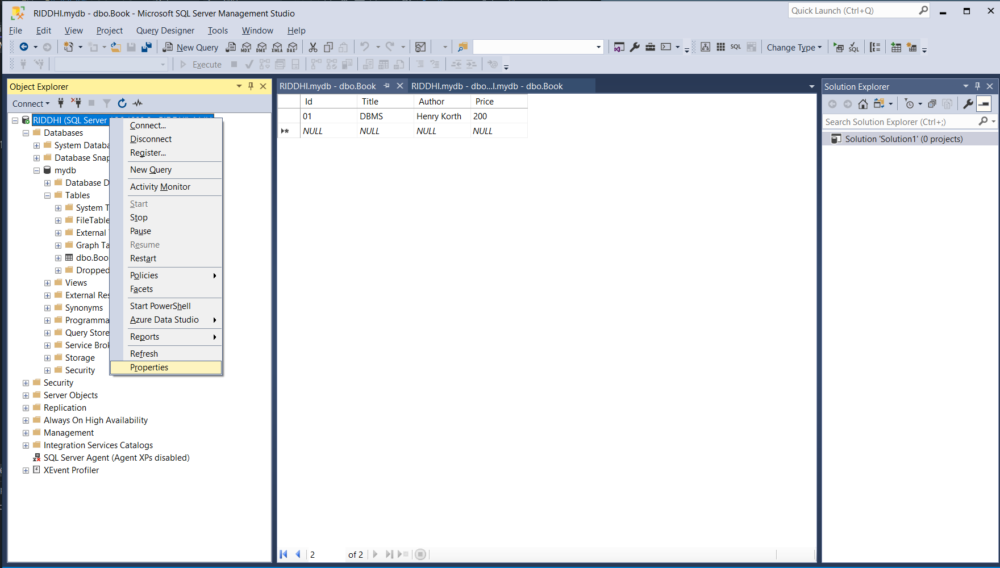 RIDDHI.mydb - dbo.Book - Microsoft SQL Server Management Studio
Quick Launch (Ctrl+Q)
File Edit View Project Query Designer Tools Window Help
New Query MDX DMX XMLA DAX SQL Change Type SQL
Execute
Object Explorer
Connect
RIDDHI (SQL Server
Databases
System Databa
Database Snap
mydb
Database D
Tables
System T
FileTable
External
Graph Ta
dbo.Boo
Dropped
Views
External Res
Synonyms
Programma
Query Store
Service Brok
Storage
Security
Security
Server Objects
Replication
Always On High Availability
Management
Integration Services Catalogs
SQL Server Agent (Agent XPs disabled)
XEvent Profiler
Connect...
Disconnect
Register...
New Query
Activity Monitor
Start
Stop
Pause
Resume
Restart
Policies
Facets
Start PowerShell
Azure Data Studio
Reports
Refresh
Properties
RIDDHI.mydb - dbo.Book RIDDHI.mydb - dbo...l.mydb - dbo.Book
Id Title Author Price
01 DBMS Henry Korth 200
NULL NULL NULL NULL
2 of 2
Solution Explorer
Search Solution Explorer (Ctrl+;)
Solution 'Solution1' (0 projects)